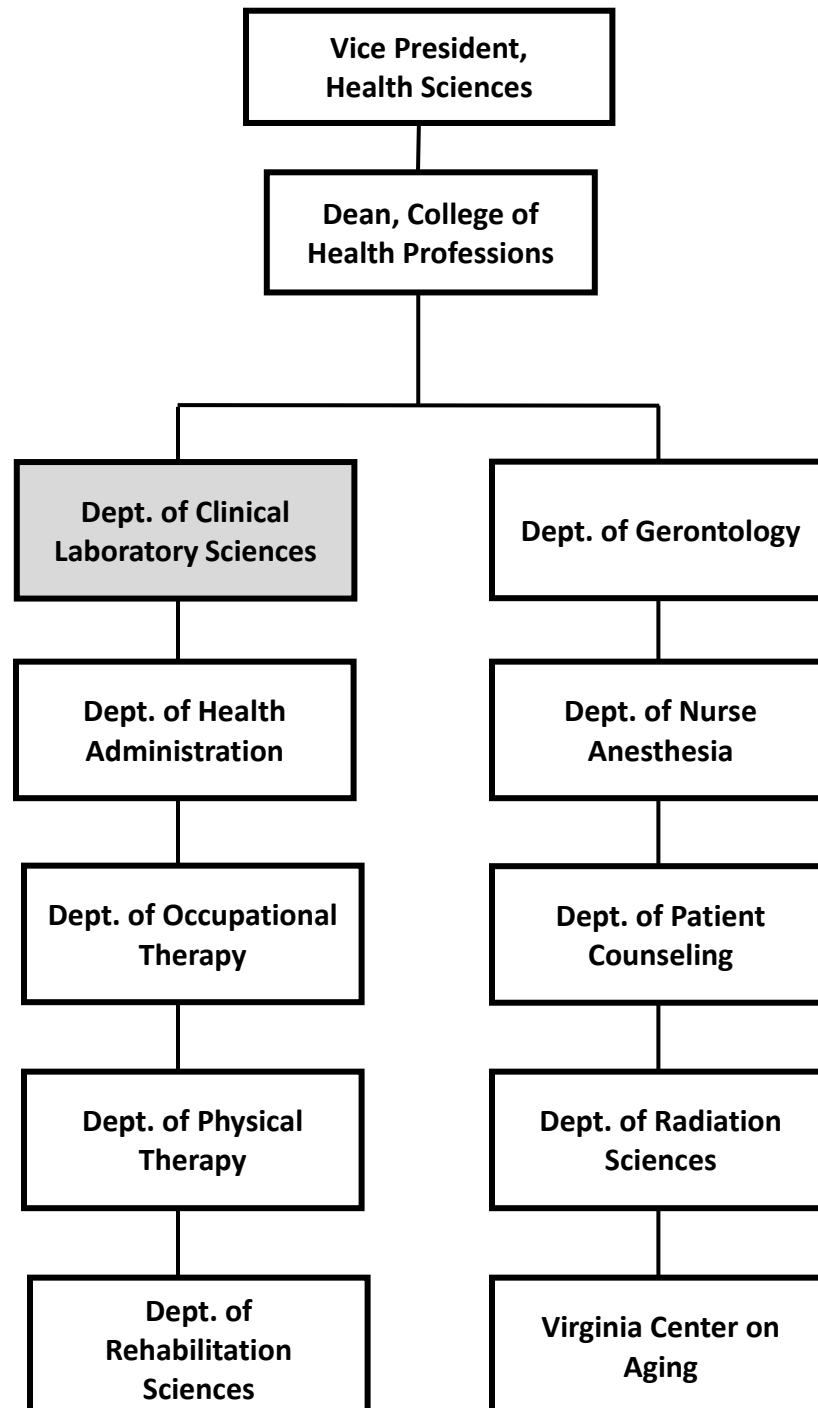 Vice President,
Health Sciences
Dean, College of
Health Professions
Dept. of Clinical
Laboratory Sciences
Dept. of Gerontology
Dept. of Health
Administration
Dept. of Nurse
Anesthesia
Dept. of Occupational
Therapy
Dept. of Patient
Counseling
Dept. of Physical
Therapy
Dept. of Radiation
Sciences
Dept. of
Rehabilitation
Sciences
Virginia Center on
Aging